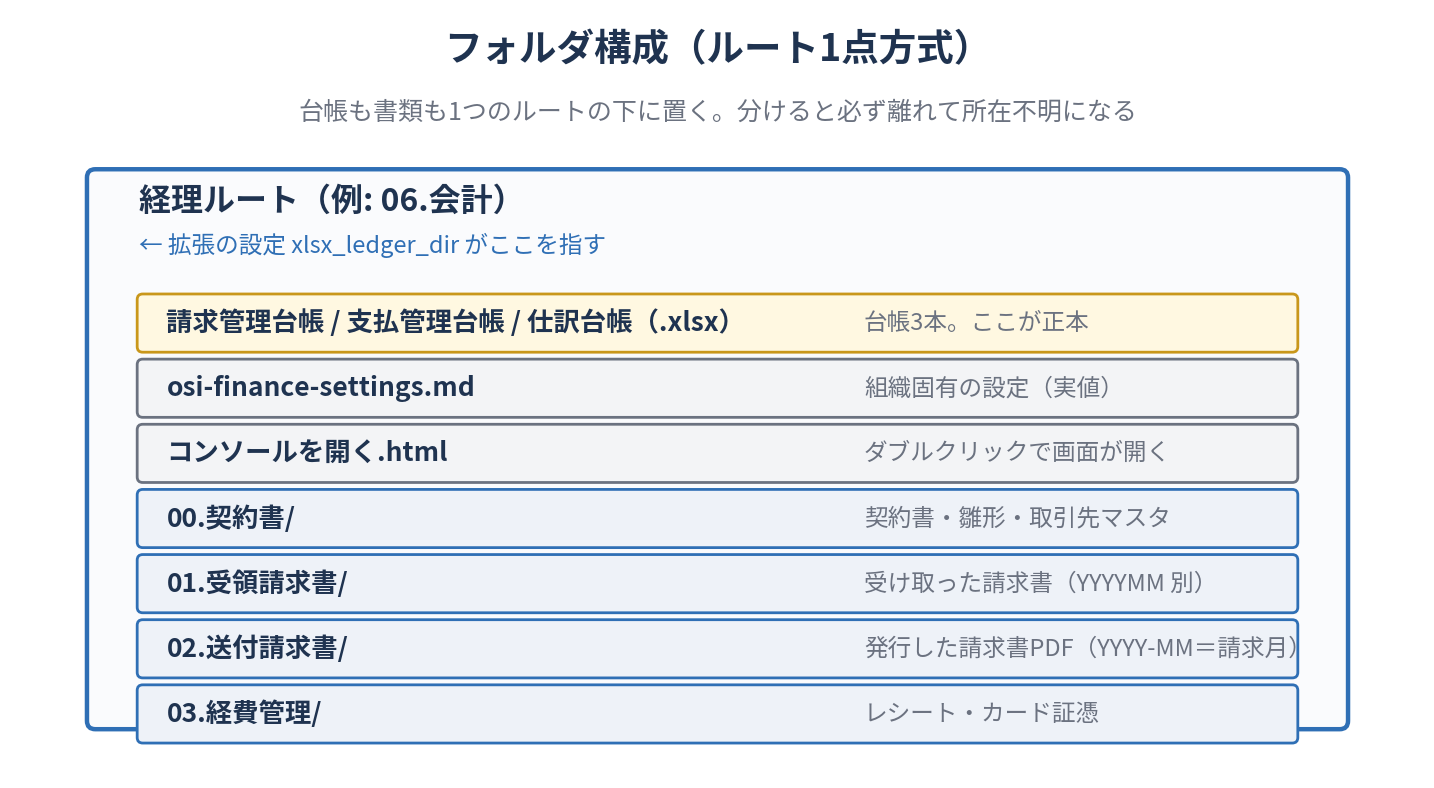 フォルダ構成（ルート1点方式）
台帳も書類も1つのルートの下に置く。分けると必ず離れて所在不明になる
経理ルート（例: 06.会計）
← 拡張の設定 xlsx_ledger_dir がここを指す
請求管理台帳 / 支払管理台帳 / 仕訳台帳（.xlsx） 台帳3本。ここが正本
osi-finance-settings.md 組織固有の設定（実値）
コンソールを開く.html ダブルクリックで画面が開く
00.契約書/ 契約書・雛形・取引先マスタ
01.受領請求書/ 受け取った請求書（YYYYMM 別）
02.送付請求書/ 発行した請求書PDF（YYYY-MM＝請求月）
03.経費管理/ レシート・カード証憑